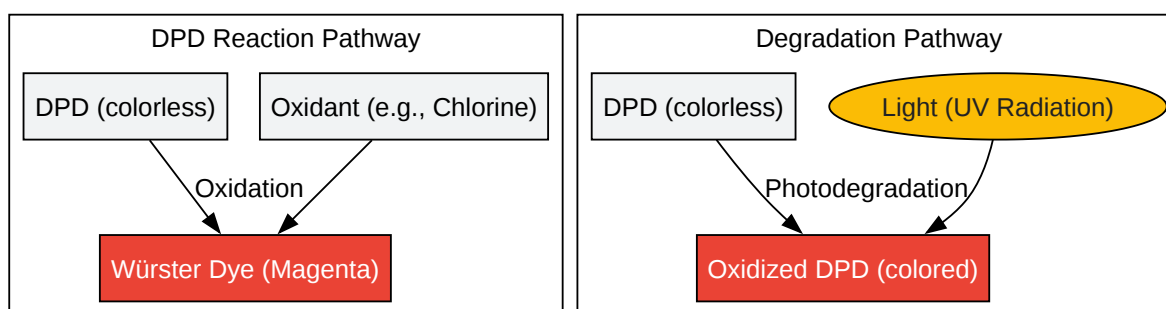 DPD Reaction Pathway
DPD (colorless)
Oxidant (e.g., Chlorine)
Oxidation
Würster Dye (Magenta)
Degradation Pathway
DPD (colorless)
Light (UV Radiation)
Photodegradation
Oxidized DPD (colored)